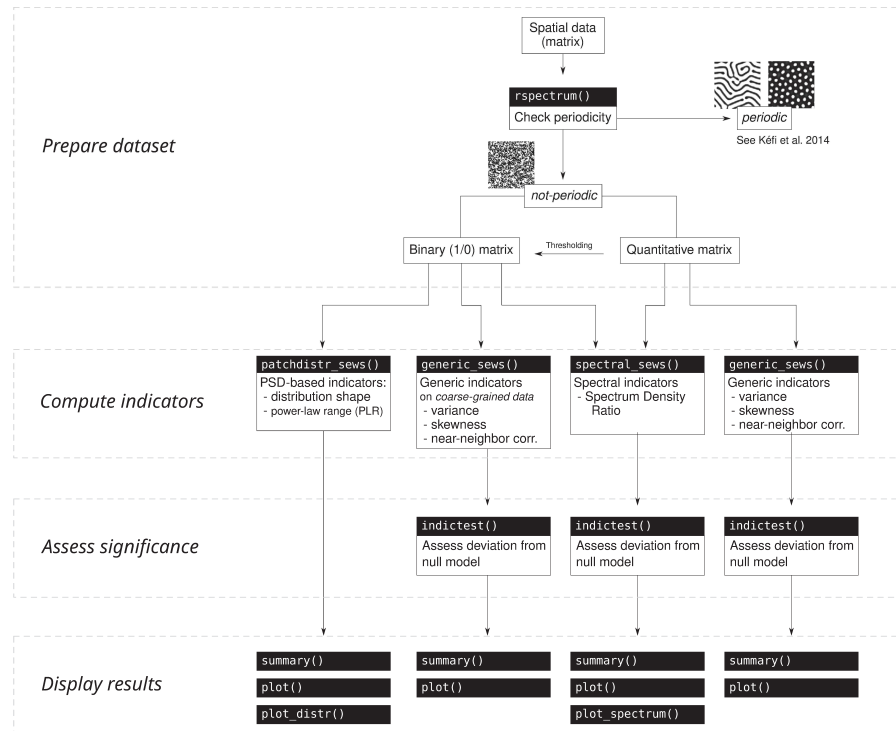 Spatial data
(matrix)
rspectrum()
Check periodicity
periodic
See Kéfi et al. 2014
Prepare dataset
not-periodic
Binary (1/0) matrix
Thresholding
Quantitative matrix
Compute indicators
patchdistr_sews()
PSD-based indicators:
- distribution shape
- power-law range (PLR)
generic_sews()
Generic indicators
on coarse-grained data
- variance
- skewness
- near-neighbor corr.
spectral_sews()
Spectral indicators
- Spectrum Density
Ratio
generic_sews()
Generic indicators
- variance
- skewness
- near-neighbor corr.
Assess significance
indictest()
Assess deviation from
null model
indictest()
Assess deviation from
null model
indictest()
Assess deviation from
null model
Display results
summary()
plot()
plot_distr()
summary()
plot()
summary()
plot()
plot_spectrum()
summary()
plot()